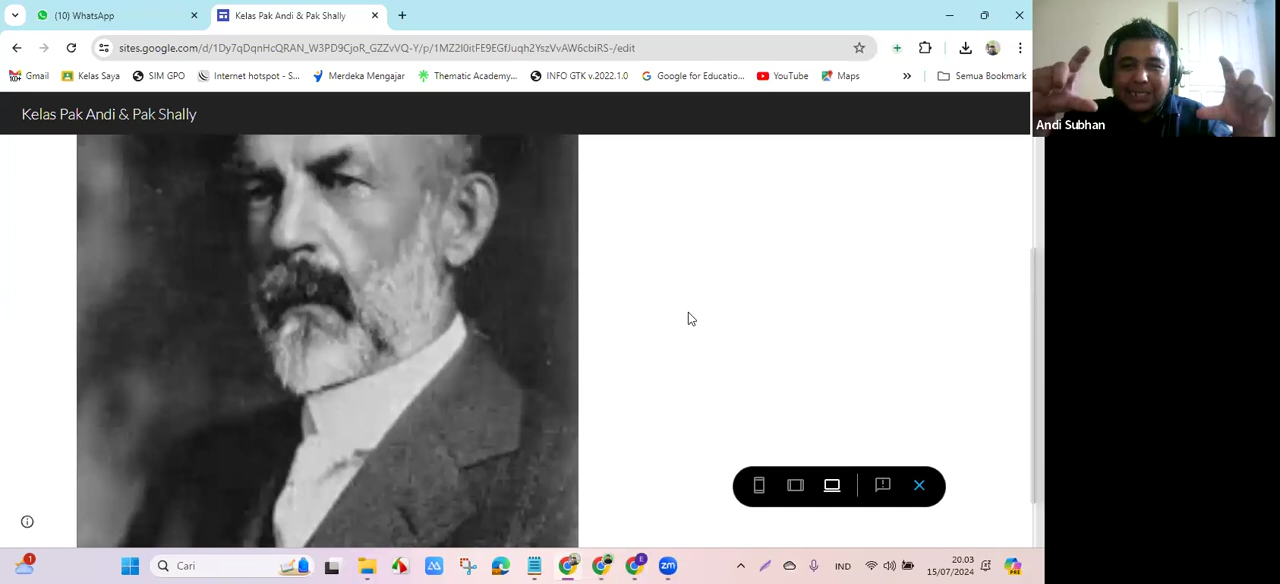 (10) WhatsApp
Kelas Pak Andi & Pak Shally
sites.google.com/d/1Dy7qDqnHcQRAN_W3PD9CjoR_GZZvVQ-Y/p/1MZ2I0itFE9EGfJuqh2YszVvAW6cbiRS-/edit
Gmail
Kelas Saya
SIM GPO
Internet hotspot - S...
Merdeka Mengajar
Thematic Academy...
INFO GTK v.2022.1.0
Google for Educatio...
YouTube
Maps
Semua Bookmark
Kelas Pak Andi & Pak Shally
Andi Subhan
Cari
IND
20.03
15/07/2024